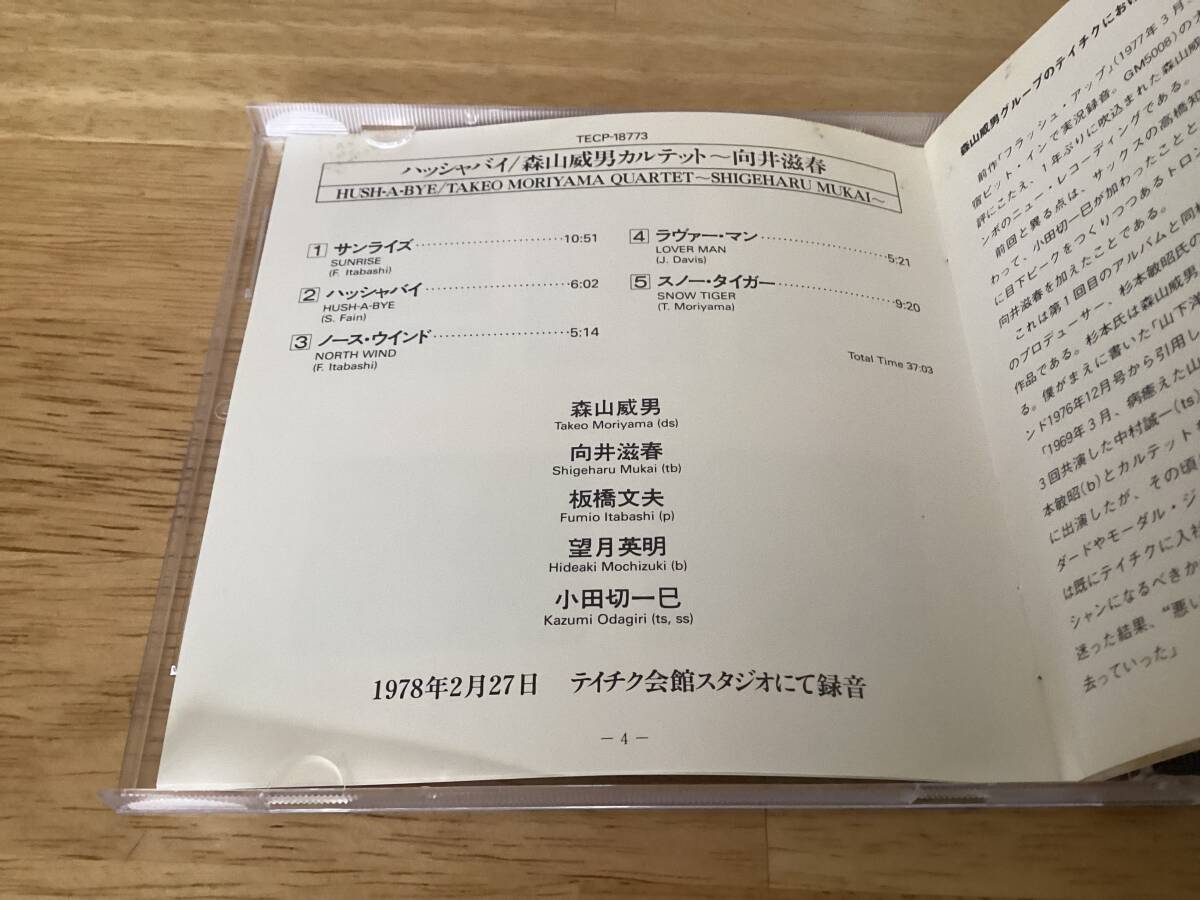 TECP-18773
ハッシャバイ/森山威男カルテット〜向井滋春
HUSH-A-BYE/TAKEO MORIYAMA QUARTET〜SHIGEHARU MUKAI〜
1 サンライズ 10:51
SUNRISE
(F. Itabashi)
2 ハッシャバイ 6:02
HUSH-A-BYE
(S. Fain)
3 ノース・ウインド 5:14
NORTH WIND
(F. Itabashi)
4 ラヴァー・マン 5:21
LOVER MAN
(J. Davis)
5 スノー・タイガー 9:20
SNOW TIGER
(T. Moriyama)
Total Time 37:03
森山威男
Takeo Moriyama (ds)
向井滋春
Shigeharu Mukai (tb)
板橋文夫
Fumio Itabashi (p)
望月英明
Hideaki Mochizuki (b)
小田切一巳
Kazumi Odagiri (ts, ss)
1978年2月27日 テイチク会館スタジオにて録音
— 4 —
森山威男グループのテイチクにおけ
前作「フラッシュ・アップ」(1977年3月、
宿ピット・インで実況録音。GM5008)の
評にこたえ、1年ぶりに吹込まれた森山威
ンボのニュー・レコーディングである。
前回と異る点は、サックスの高橋知
わって、小田切一巳が加わったことと
に目下ピークをつくりつつあるトロン
向井滋春を加えたことである。
これは第1回目のアルバムと同
のプロデューサー、杉本敏昭氏の
作品である。杉本氏は森山威男
る。僕がまえに書いた「山下洋
ンド1976年12月号から引用し
「1969年3月、病癒えた山
3回共演した中村誠一(ts)
本敏昭(b)とカルテットを
に出演したが、その頃
ダードやモーダル・ジ
は既にテイチクに入社
シャンになるべきか
迷った結果、“悪い
去っていった」